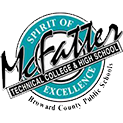 SPIRIT OF
McFatter
TECHNICAL COLLEGE & HIGH SCHOOL
EXCELLENCE
Broward County Public Schools